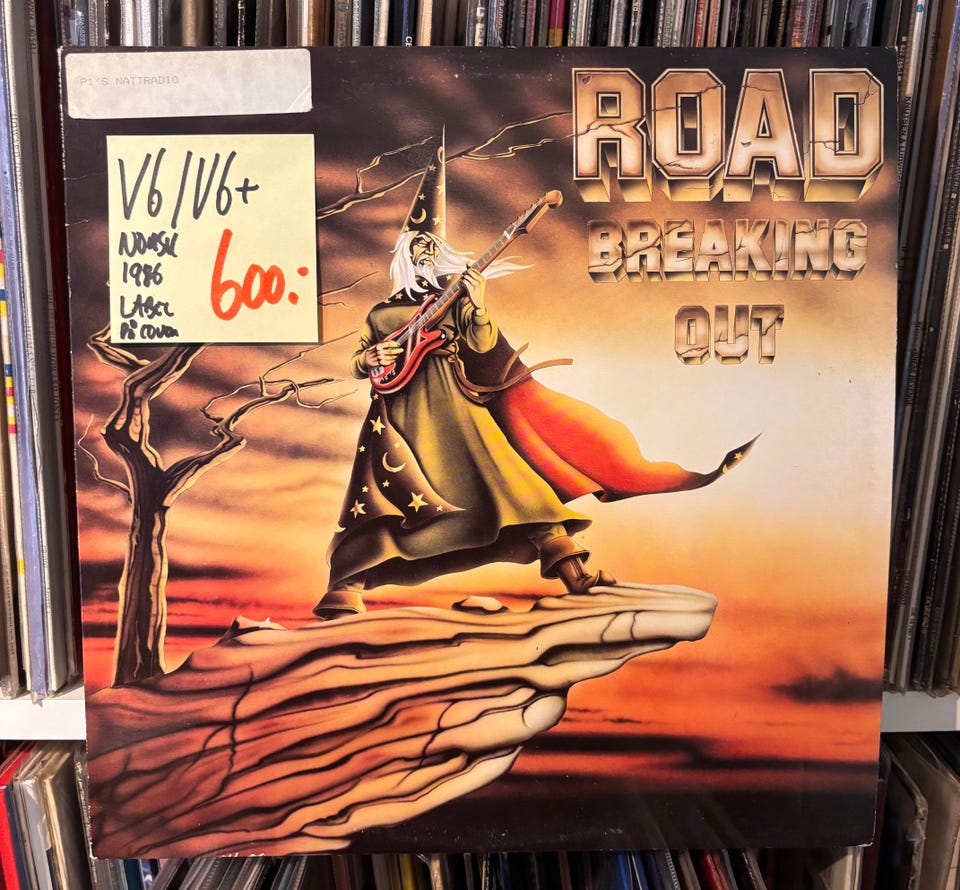 P1'S NATTRADIO
ROAD
BREAKING
OUT
V6/V6+
NORSK
1986
LABEL
PÅ COVER
600: